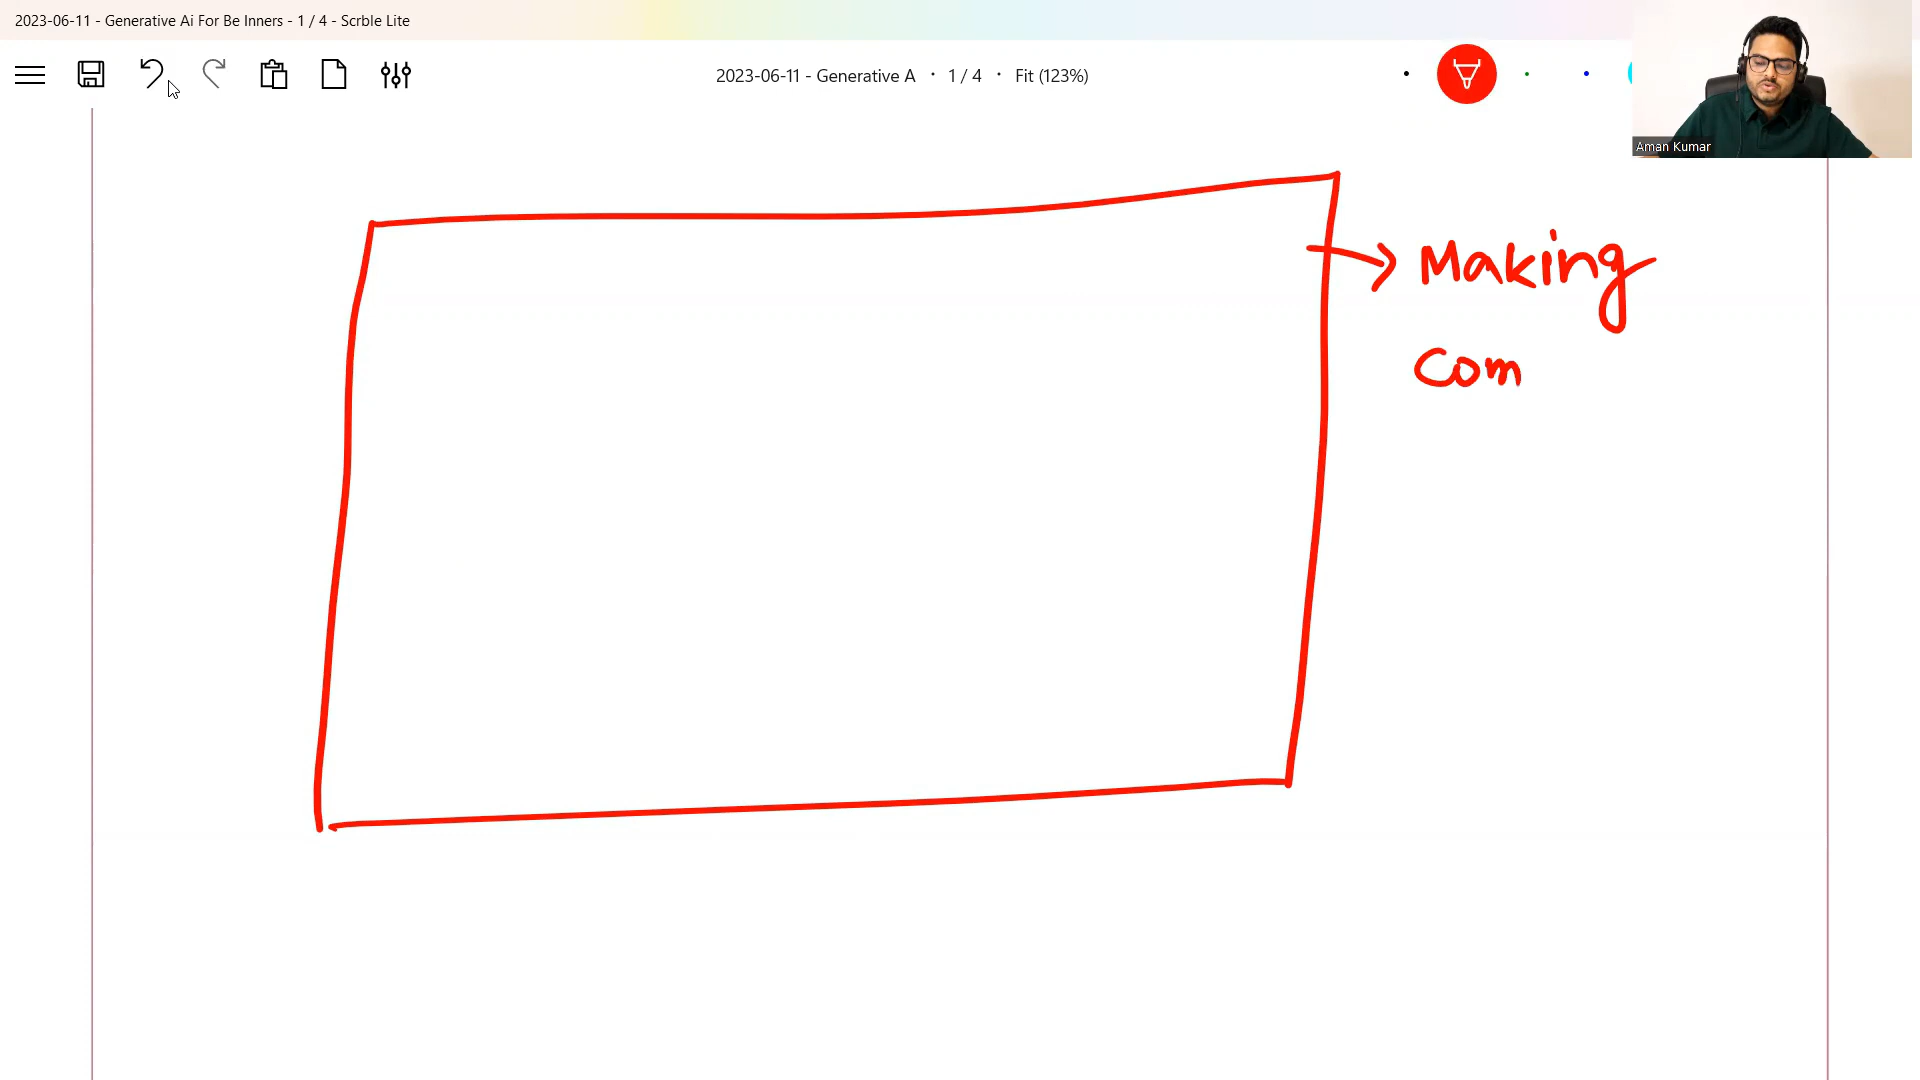 2023-06-11 - Generative Ai For Be Inners - 1 / 4 - Scrble Lite
2023-06-11 - Generative A • 1 / 4 • Fit (123%)
Aman Kumar
Making
Com